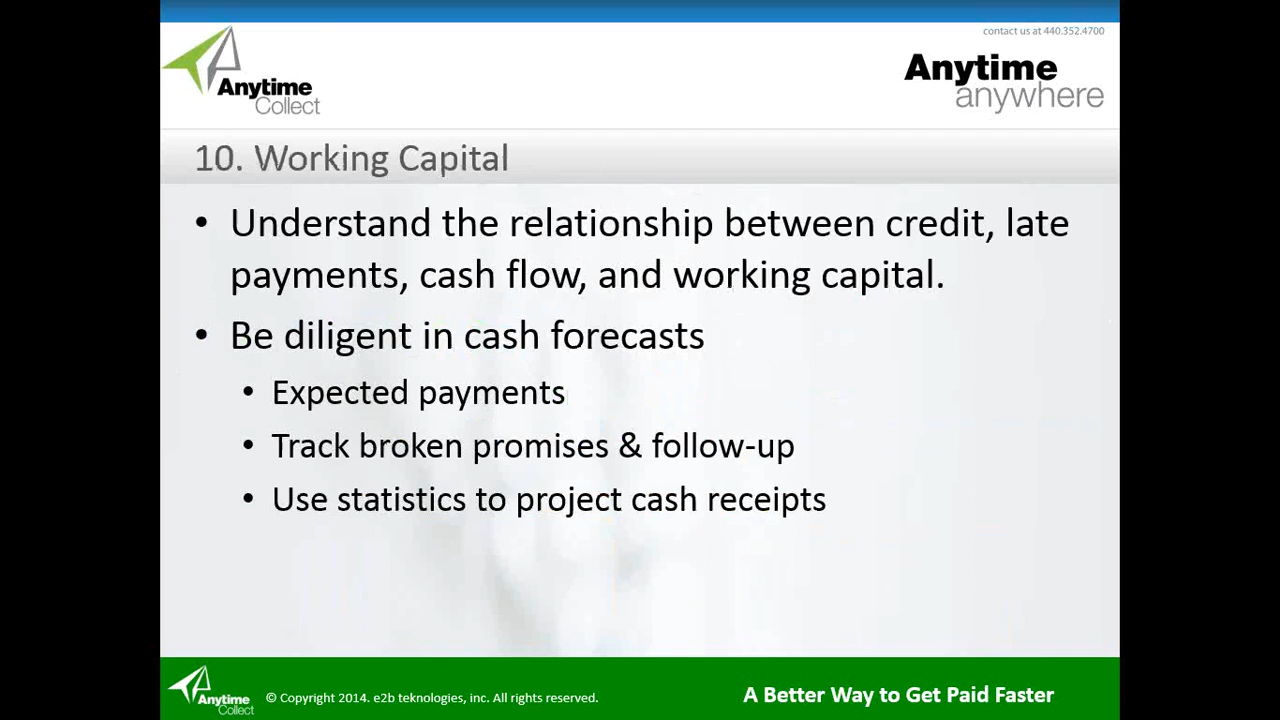 contact us at 440.352.4700
Anytime
Collect
Anytime
anywhere
10. Working Capital
• Understand the relationship between credit, late
payments, cash flow, and working capital.
• Be diligent in cash forecasts
• Expected payments
• Track broken promises & follow-up
• Use statistics to project cash receipts
Anytime
Collect
© Copyright 2014. e2b teknologies, inc. All rights reserved.
A Better Way to Get Paid Faster